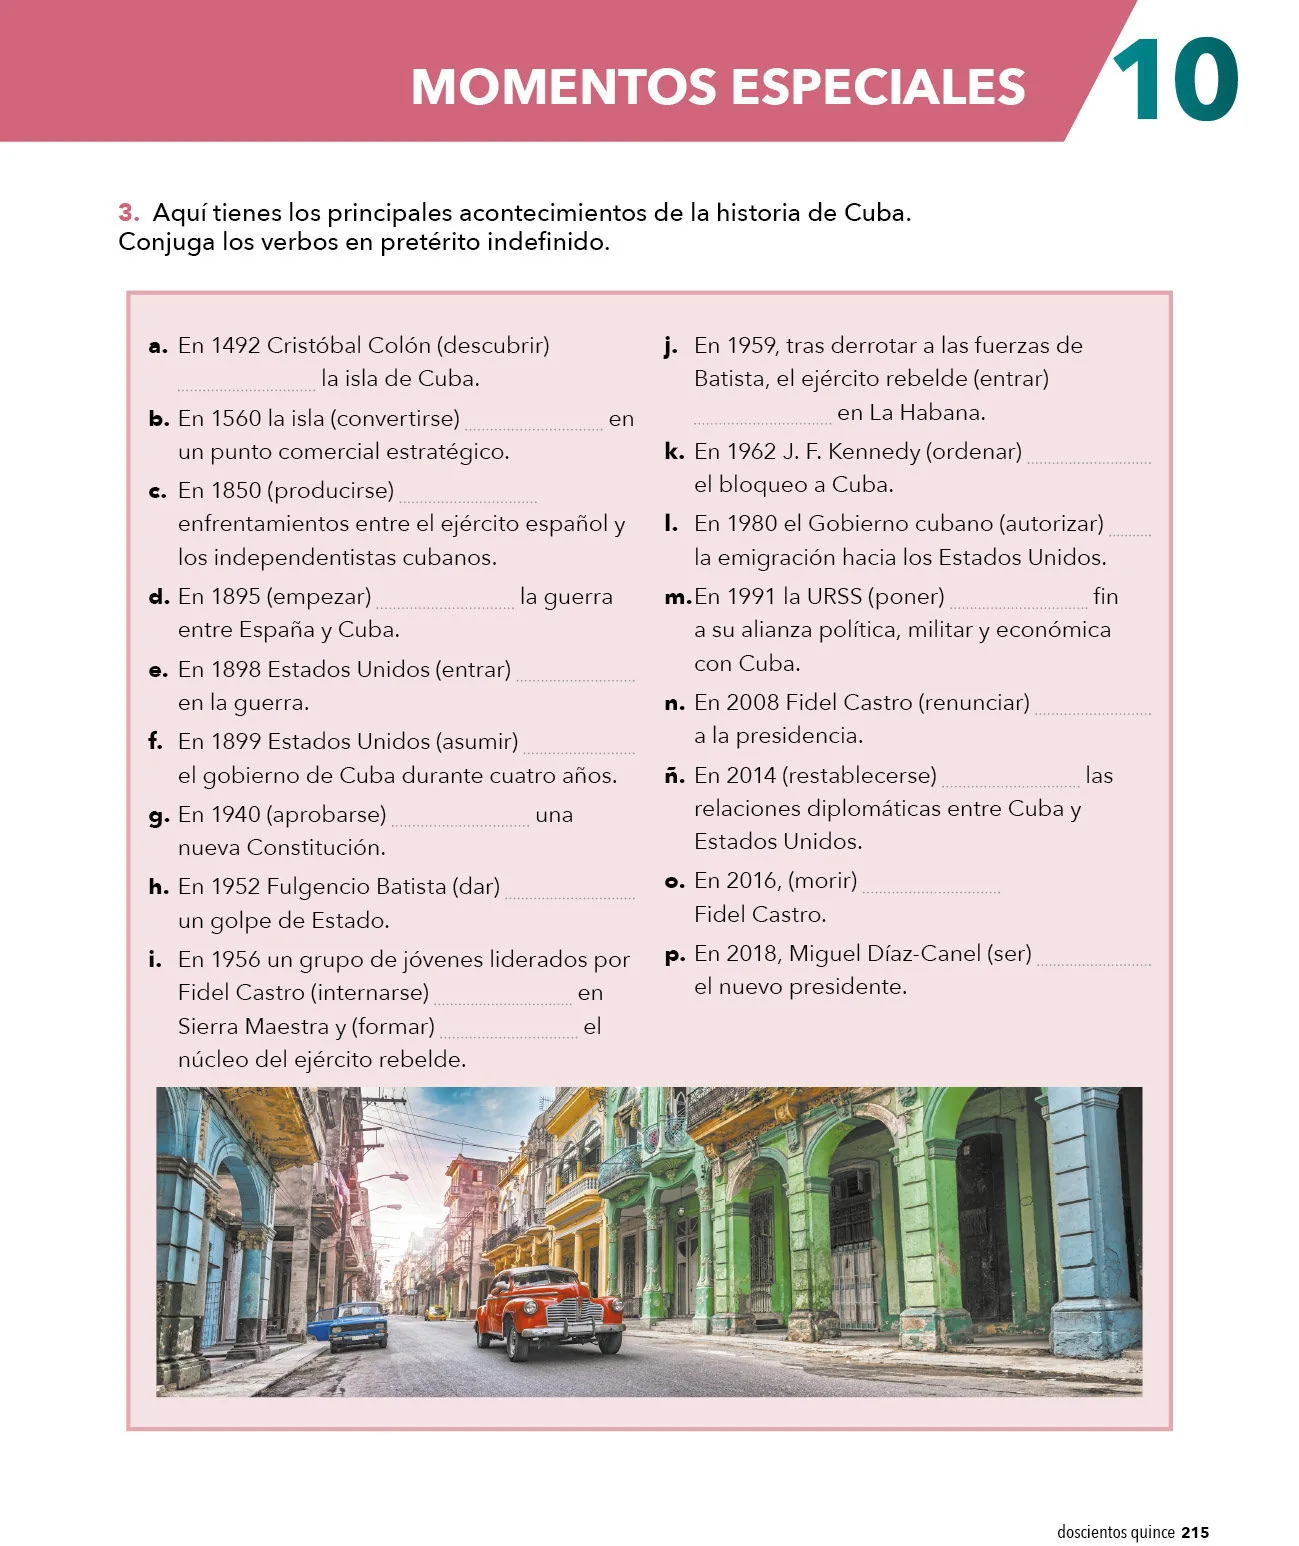 MOMENTOS ESPECIALES
10
3. Aquí tienes los principales acontecimientos de la historia de Cuba.
Conjuga los verbos en pretérito indefinido.
a. En 1492 Cristóbal Colón (descubrir)
la isla de Cuba.
b. En 1560 la isla (convertirse) en
un punto comercial estratégico.
c. En 1850 (producirse)
enfrentamientos entre el ejército español y
los independentistas cubanos.
d. En 1895 (empezar) la guerra
entre España y Cuba.
e. En 1898 Estados Unidos (entrar)
en la guerra.
f. En 1899 Estados Unidos (asumir)
el gobierno de Cuba durante cuatro años.
g. En 1940 (aprobarse) una
nueva Constitución.
h. En 1952 Fulgencio Batista (dar)
un golpe de Estado.
i. En 1956 un grupo de jóvenes liderados por
Fidel Castro (internarse) en
Sierra Maestra y (formar) el
núcleo del ejército rebelde.
j. En 1959, tras derrotar a las fuerzas de
Batista, el ejército rebelde (entrar)
en La Habana.
k. En 1962 J. F. Kennedy (ordenar)
el bloqueo a Cuba.
l. En 1980 el Gobierno cubano (autorizar)
la emigración hacia los Estados Unidos.
m. En 1991 la URSS (poner) fin
a su alianza política, militar y económica
con Cuba.
n. En 2008 Fidel Castro (renunciar)
a la presidencia.
ñ. En 2014 (restablecerse) las
relaciones diplomáticas entre Cuba y
Estados Unidos.
o. En 2016, (morir)
Fidel Castro.
p. En 2018, Miguel Díaz-Canel (ser)
el nuevo presidente.
doscientos quince 215